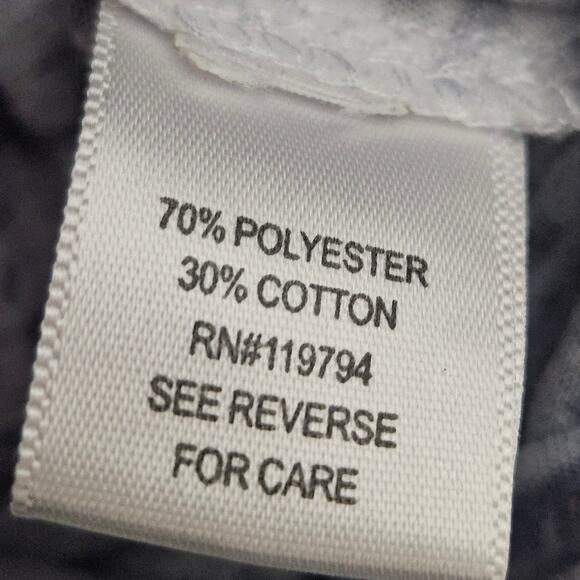 70% POLYESTER
30% COTTON
RN#119794
SEE REVERSE
FOR CARE